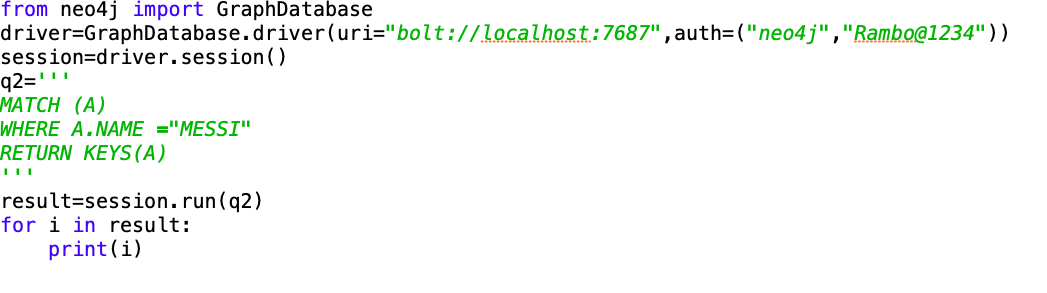 from neo4j import GraphDatabase
driver=GraphDatabase.driver(uri="bolt://localhost:7687",auth=("neo4j","Rambo@1234"))
session=driver.session()
q2='''
MATCH (A)
WHERE A.NAME ="MESSI"
RETURN KEYS(A)
'''
result=session.run(q2)
for i in result:
    print(i)